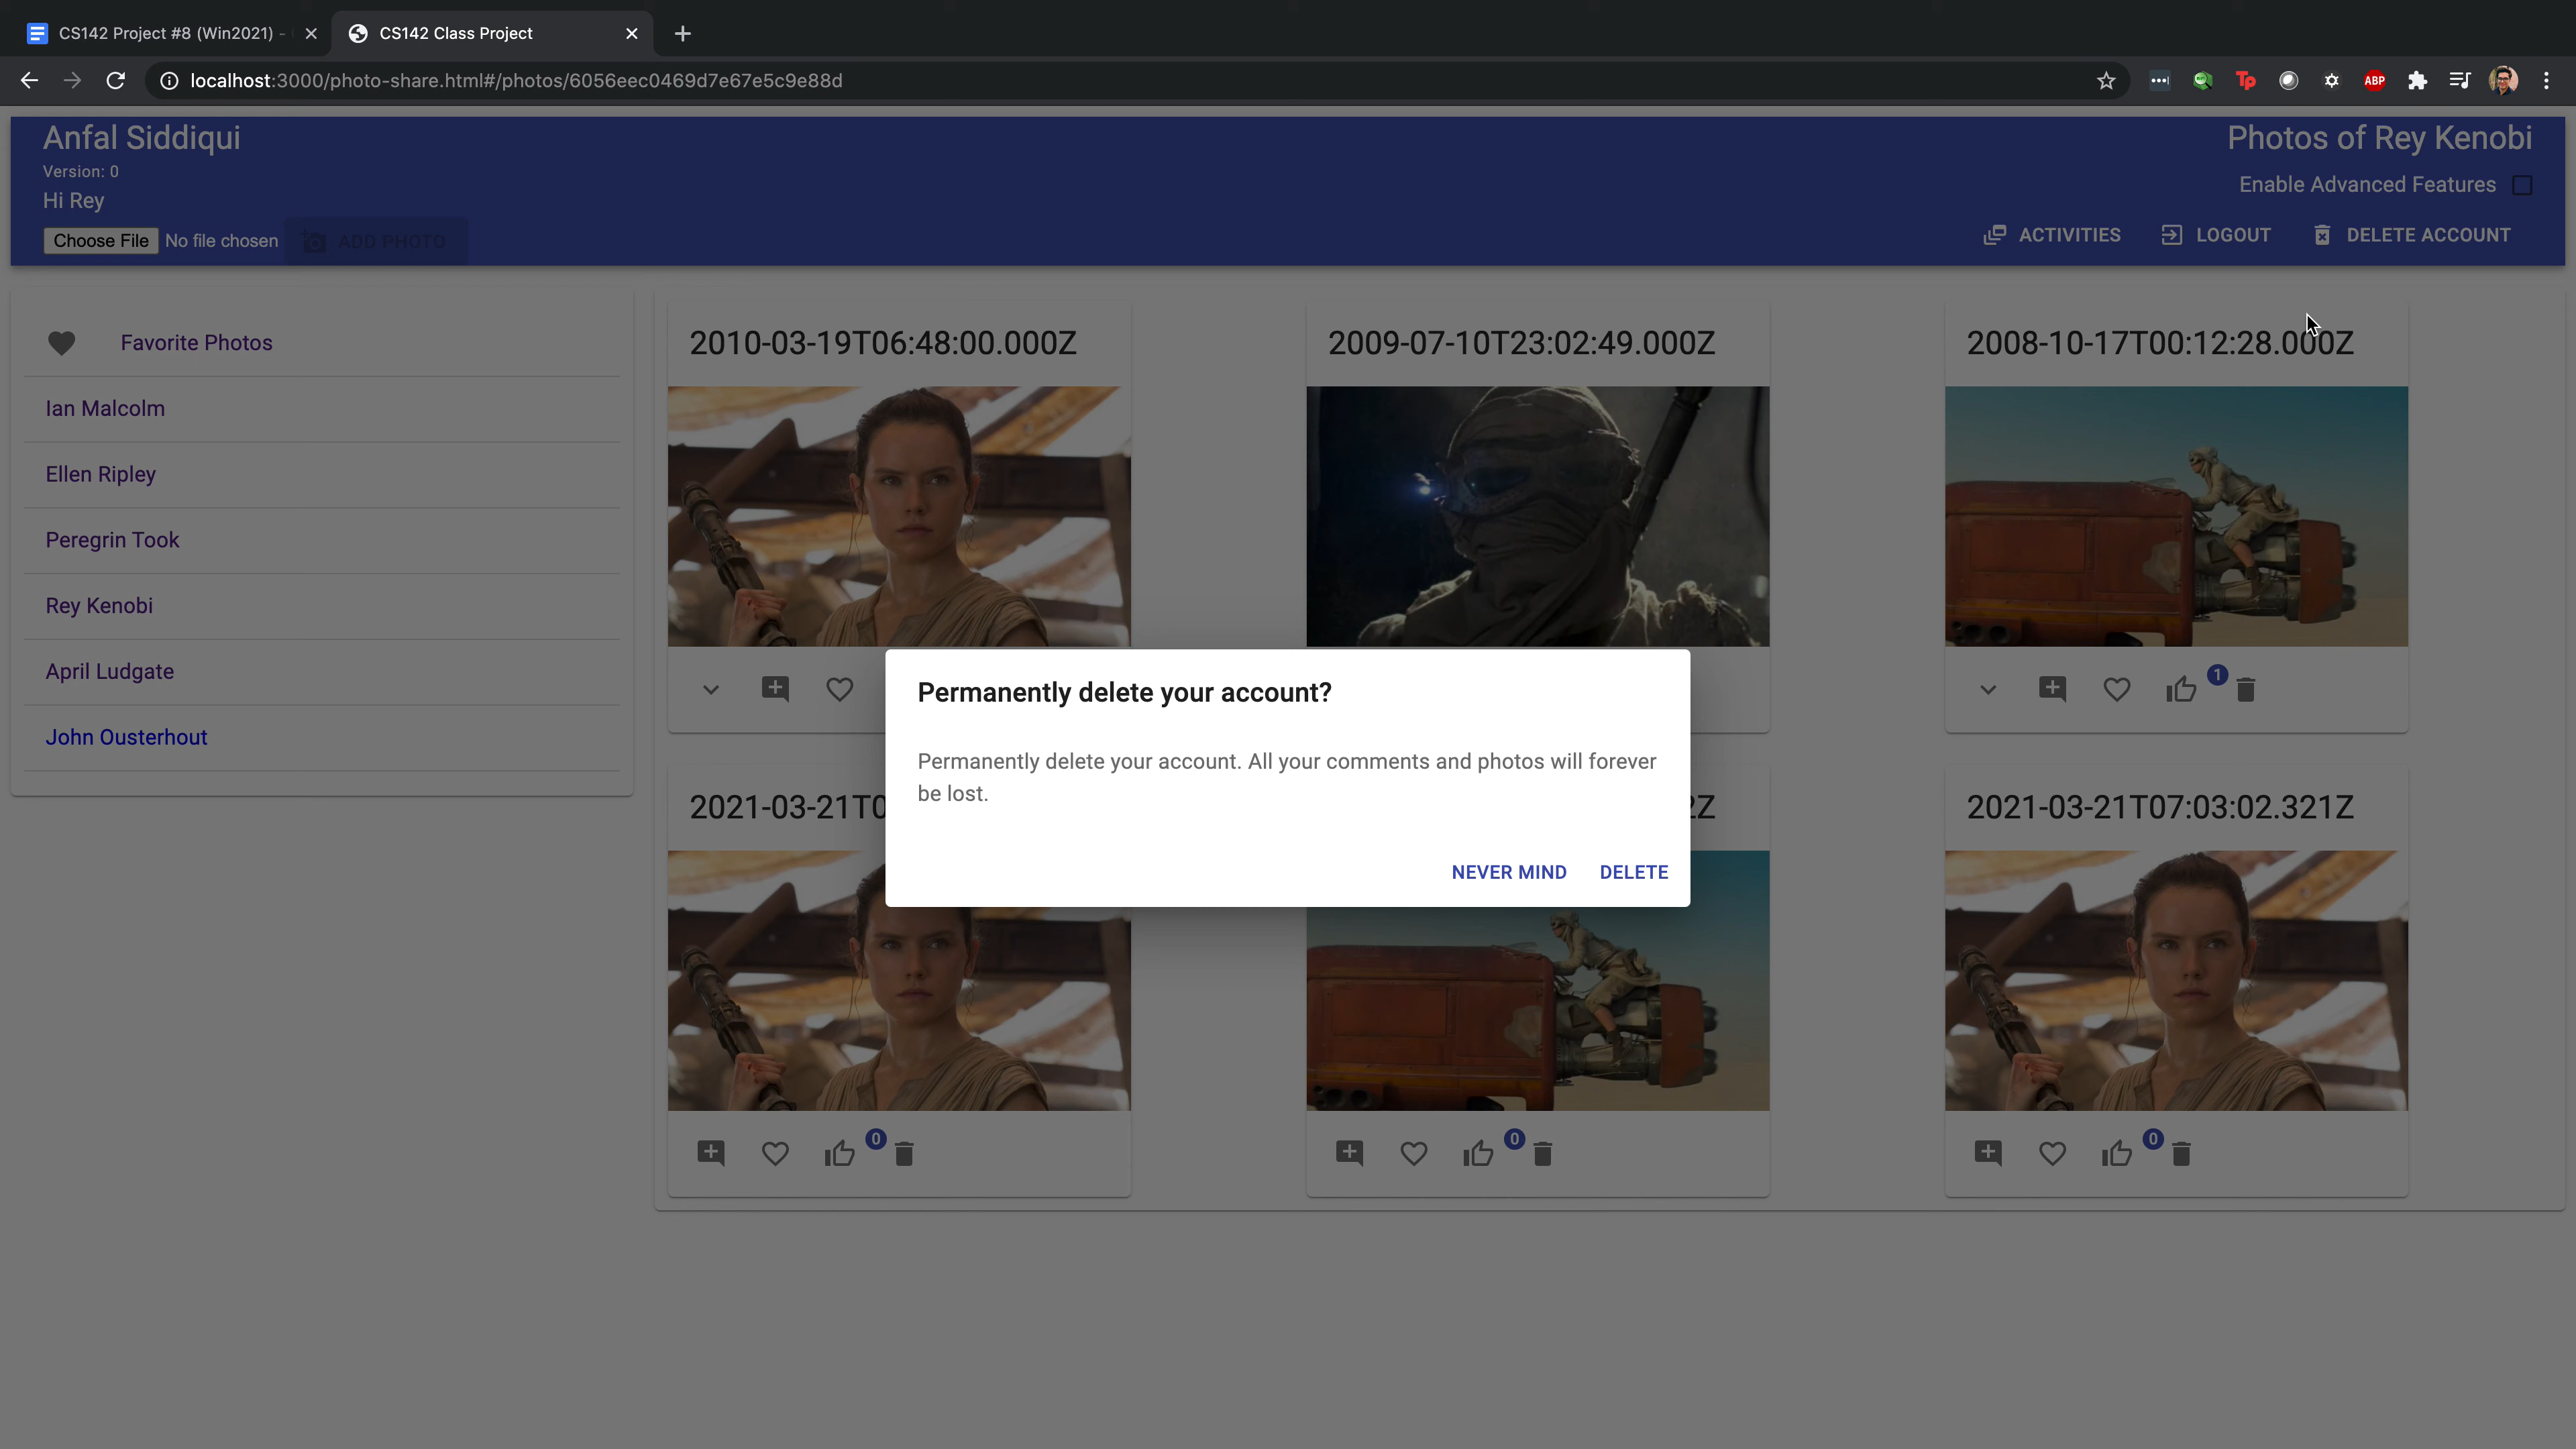 CS142 Project #8 (Win2021) -
CS142 Class Project
localhost:3000/photo-share.html#/photos/6056eec0469d7e67e5c9e88d
Tp
ABP
Anfal Siddiqui
Photos of Rey Kenobi
Version: 0
Enable Advanced Features
Hi Rey
Choose File No file chosen
ADD PHOTO
ACTIVITIES
LOGOUT
DELETE ACCOUNT
Favorite Photos
Ian Malcolm
Ellen Ripley
Peregrin Took
Rey Kenobi
April Ludgate
John Ousterhout
2010-03-19T06:48:00.000Z
2009-07-10T23:02:49.000Z
2008-10-17T00:12:28.000Z
1
Permanently delete your account?
Permanently delete your account. All your comments and photos will forever
be lost.
NEVER MIND
DELETE
2021-03-21T07:03:02.321Z
0
0
0